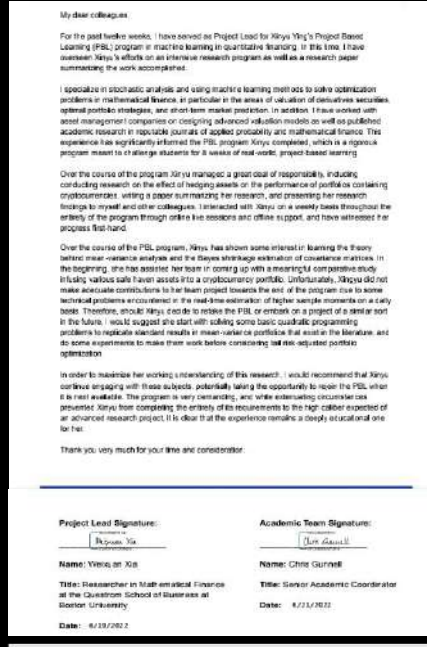 My dear colleagues
For the past twelve weeks, I have served as Project Lead for Xinyu Ying's Project Based
Learning (PBL) program in machine learning in quantitative financing. In this time, I have
overseen Xinyu's efforts on an intensive research program as well as a research paper
summarizing the work accomplished.
I specialize in stochastic analysis and using machine learning methods to solve optimization
problems in mathematical finance, in particular in the areas of valuation of derivatives securities,
optimal portfolio strategies, and short-term market prediction. In addition, I have worked with
asset management companies on designing advanced valuation models as well as published
academic research in reputable journals of applied probability and mathematical finance. This
experience has significantly informed the PBL program Xinyu completed, which is a rigorous
program meant to challenge students for 8 weeks of real-world, project-based learning.
Over the course of the program Xinyu managed a great deal of responsibility, including
conducting research on the effect of hedging assets on the performance of portfolios containing
cryptocurrencies, writing a paper summarizing her research, and presenting her research
findings to myself and other colleagues. I interacted with Xinyu on a weekly basis throughout the
entirety of the program through online live sessions and offline support, and have witnessed her
progress first-hand.
Over the course of the PBL program, Xinyu has shown some interest in learning the theory
behind mean-variance analysis and the Bayes shrinkage estimation of covariance matrices. In
the beginning, she has assisted her team in coming up with a meaningful comparative study
infusing various safe haven assets into a cryptocurrency portfolio. Unfortunately, Xingyu did not
make adequate contributions to her team project towards the end of the program due to some
technical problems encountered in the real-time estimation of higher sample moments on a daily
basis. Therefore, should Xinyu decide to retake the PBL or embark on a project of a similar sort
in the future, I would suggest she start with solving some basic quadratic programming
problems to replicate standard results in mean-variance portfolios that exist in the literature, and
do some experiments to make them work before considering tail risk-adjusted portfolio
optimization
In order to maximize her working understanding of this research, I would recommend that Xinyu
continue engaging with these subjects, potentially taking the opportunity to rejoin the PBL when
it is next available. The program is very demanding, and while extenuating circumstances
prevented Xinyu from completing the entirety of its requirements to the high caliber expected of
an advanced research project, it is clear that the experience remains a deeply educational one
for her.
Thank you very much for your time and consideration.
Project Lead Signature:
Name: Weixuan Xia
Title: Researcher in Mathematical Finance
at the Questrom School of Business at
Boston University
Date: 6/19/2022
Academic Team Signature:
Chris Gunnell
Name: Chris Gunnell
Title: Senior Academic Coordinator
Date: 6/21/2022